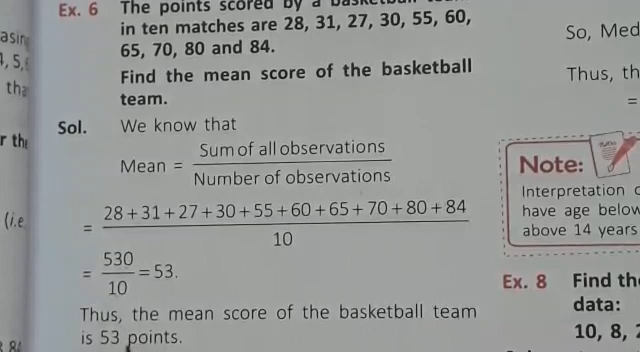 Ex. 6 The points scored by a basketball team
in ten matches are 28, 31, 27, 30, 55, 60,
65, 70, 80 and 84.
Find the mean score of the basketball
team.
Sol. We know that
Mean = Sum of all observations / Number of observations
= 28 + 31 + 27 + 30 + 55 + 60 + 65 + 70 + 80 + 84 / 10
= 530 / 10 = 53.
Thus, the mean score of the basketball team
is 53 points.
So, Med
Thus, th
=
Note:
Interpretation
have age below
above 14 years
Ex. 8 Find the
data:
10, 8,